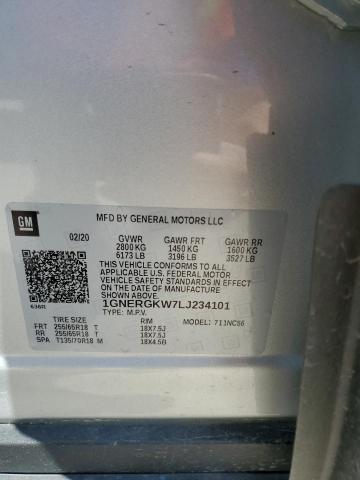 GM
MFD BY GENERAL MOTORS LLC
02/20 GVWR GAWR FRT GAWR RR
2800 KG 1450 KG 1600 KG
6173 LB 3196 LB 3527 LB
THIS VEHICLE CONFORMS TO ALL
APPLICABLE U.S. FEDERAL MOTOR
VEHICLE SAFETY STANDARDS IN
EFFECT ON THE DATE OF
MANUFACTURE SHOWN ABOVE.
1GNERGKW7LJ234101
TYPE: M.P.V.
636R
TIRE SIZE RIM MODEL: 711NC56
FRT 255/65R18 T 18X7.5J
RR 255/65R18 T 18X7.5J
SPA T135/70R18 M 18X4.5B